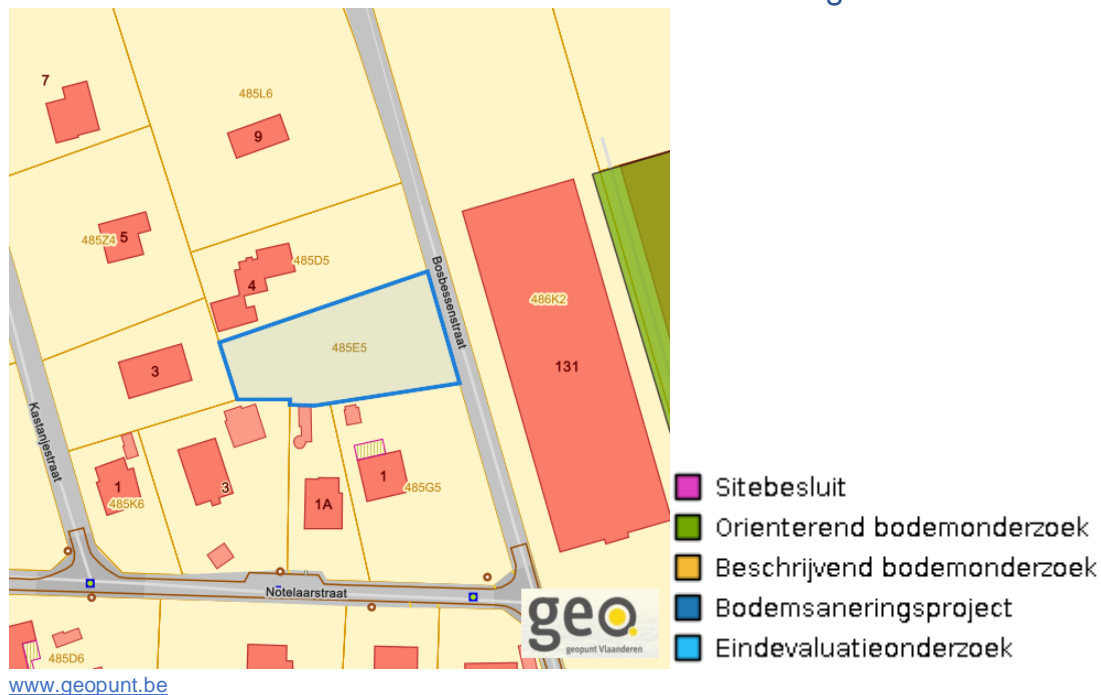 g
7
485L6
9
485Z4 5
485D5
4
Bosbessenstraat
486K2
485E5
131
3
Kastanjestraat
1
485K6
3
1A
1
485G5
Notelaarstraat
485D6
geo.
geopunt Vlaanderen
Sitebesluit
Orienterend bodemonderzoek
Beschrijvend bodemonderzoek
Bodemsaneringsproject
Eindevaluatieonderzoek
www.geopunt.be